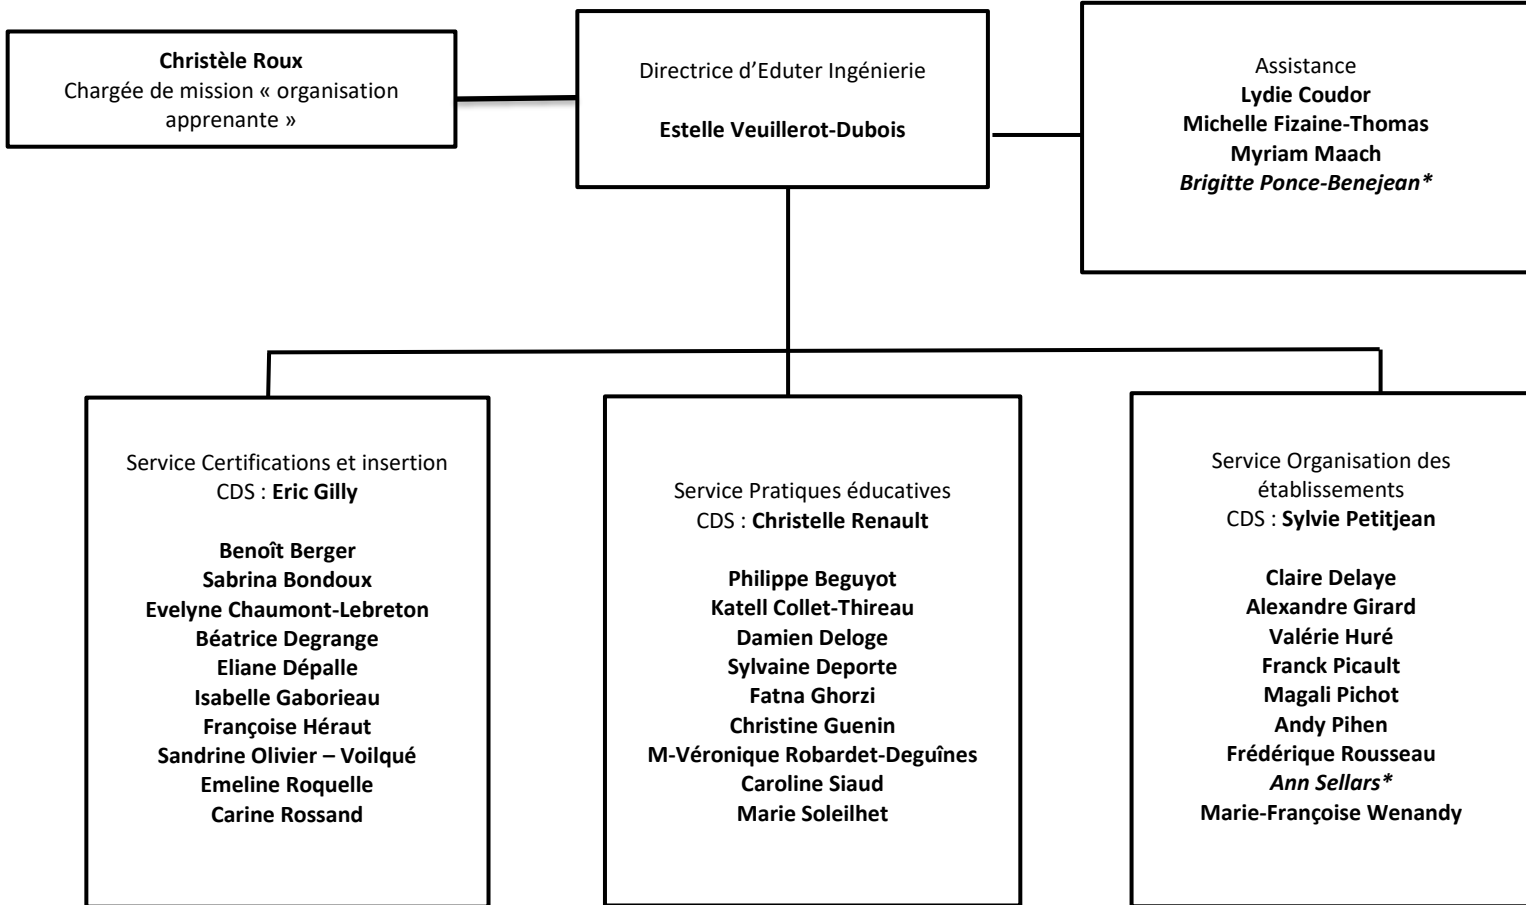 Christèle Roux
Chargée de mission « organisation
apprenante »
Directrice d’Eduter Ingénierie
Estelle Veuillerot-Dubois
Assistance
Lydie Coudor
Michelle Fizaine-Thomas
Myriam Maach
Brigitte Ponce-Benejean*
Service Certifications et insertion
CDS : Eric Gilly
Benoît Berger
Sabrina Bondoux
Evelyne Chaumont-Lebreton
Béatrice Degrange
Eliane Dépalle
Isabelle Gaborieau
Françoise Héraut
Sandrine Olivier – Voilqué
Emeline Roquelle
Carine Rossand
Service Pratiques éducatives
CDS : Christelle Renault
Philippe Beguyot
Katell Collet-Thireau
Damien Deloge
Sylvaine Deporte
Fatna Ghorzi
Christine Guenin
M-Véronique Robardet-Deguînes
Caroline Siaud
Marie Soleilhet
Service Organisation des
établissements
CDS : Sylvie Petitjean
Claire Delaye
Alexandre Girard
Valérie Huré
Franck Picault
Magali Pichot
Andy Pihen
Frédérique Rousseau
Ann Sellars*
Marie-Françoise Wenandy